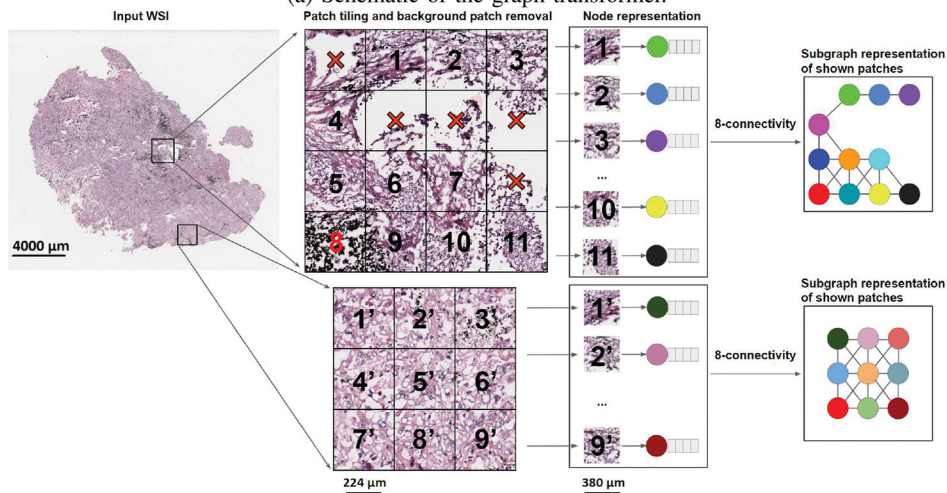 (a) Schematic of the graph transformer.
Input WSI
Patch tiling and background patch removal
Node representation
1 2 3
4
5 6 7
8 9 10 11
4000 μm
1
2
3
...
10
11
8-connectivity
Subgraph representation
of shown patches
1’ 2’ 3’
4’ 5’ 6’
7’ 8’ 9’
224 μm
1’
2’
...
9’
380 μm
8-connectivity
Subgraph representation
of shown patches